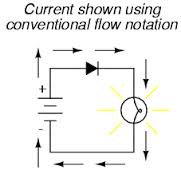 Current shown using
conventional flow notation
+
-